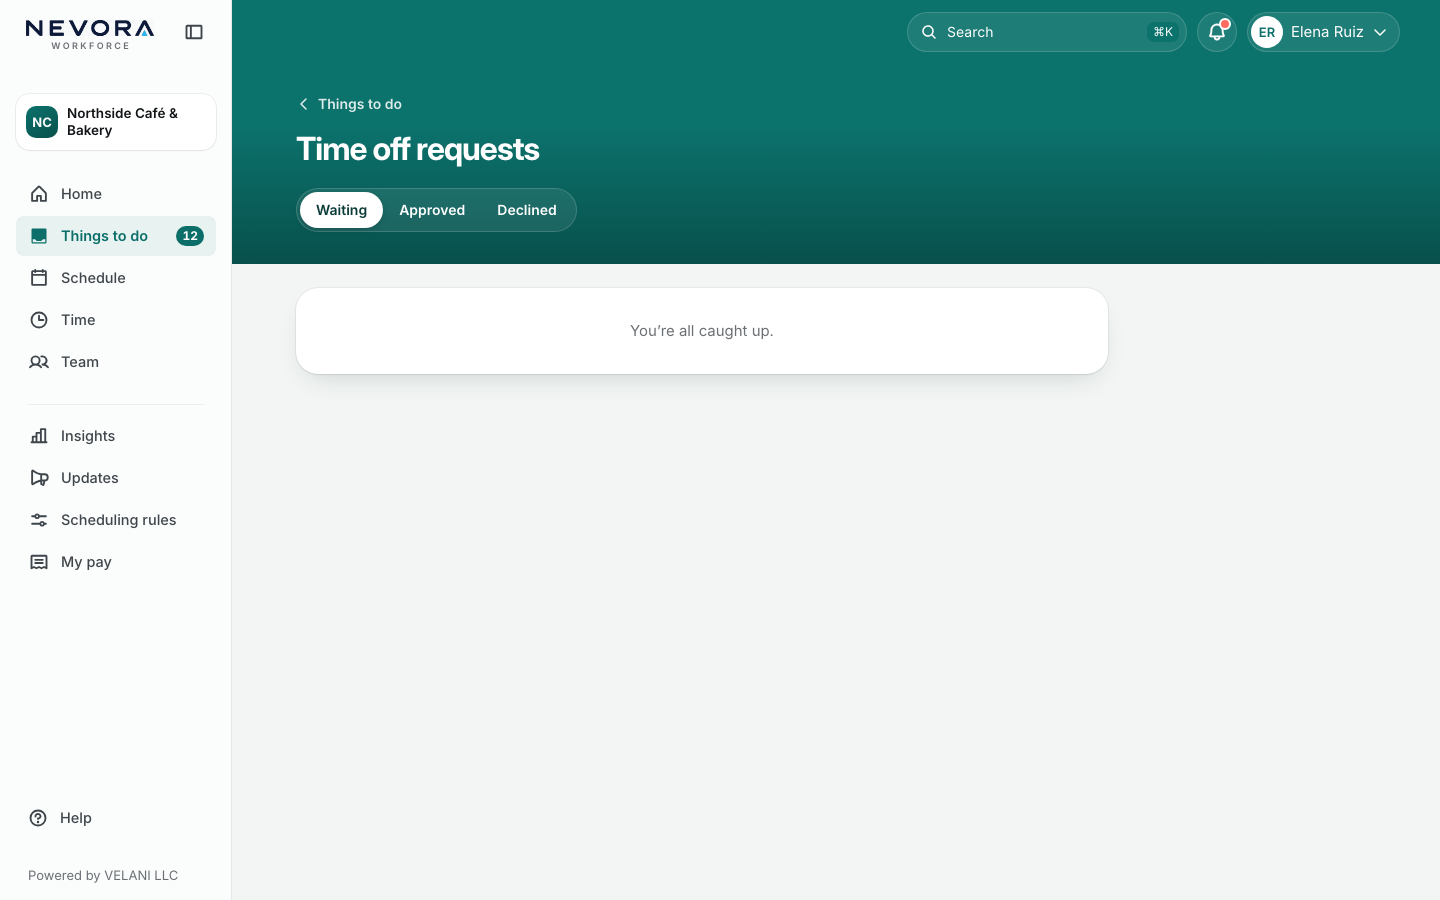 NEVORA
WORKFORCE
Search
⌘K
ER
Elena Ruiz
NC
Northside Café &
Bakery
Home
Things to do
12
Schedule
Time
Team
Insights
Updates
Scheduling rules
My pay
Help
Powered by VELANI LLC
Things to do
Time off requests
Waiting
Approved
Declined
You’re all caught up.